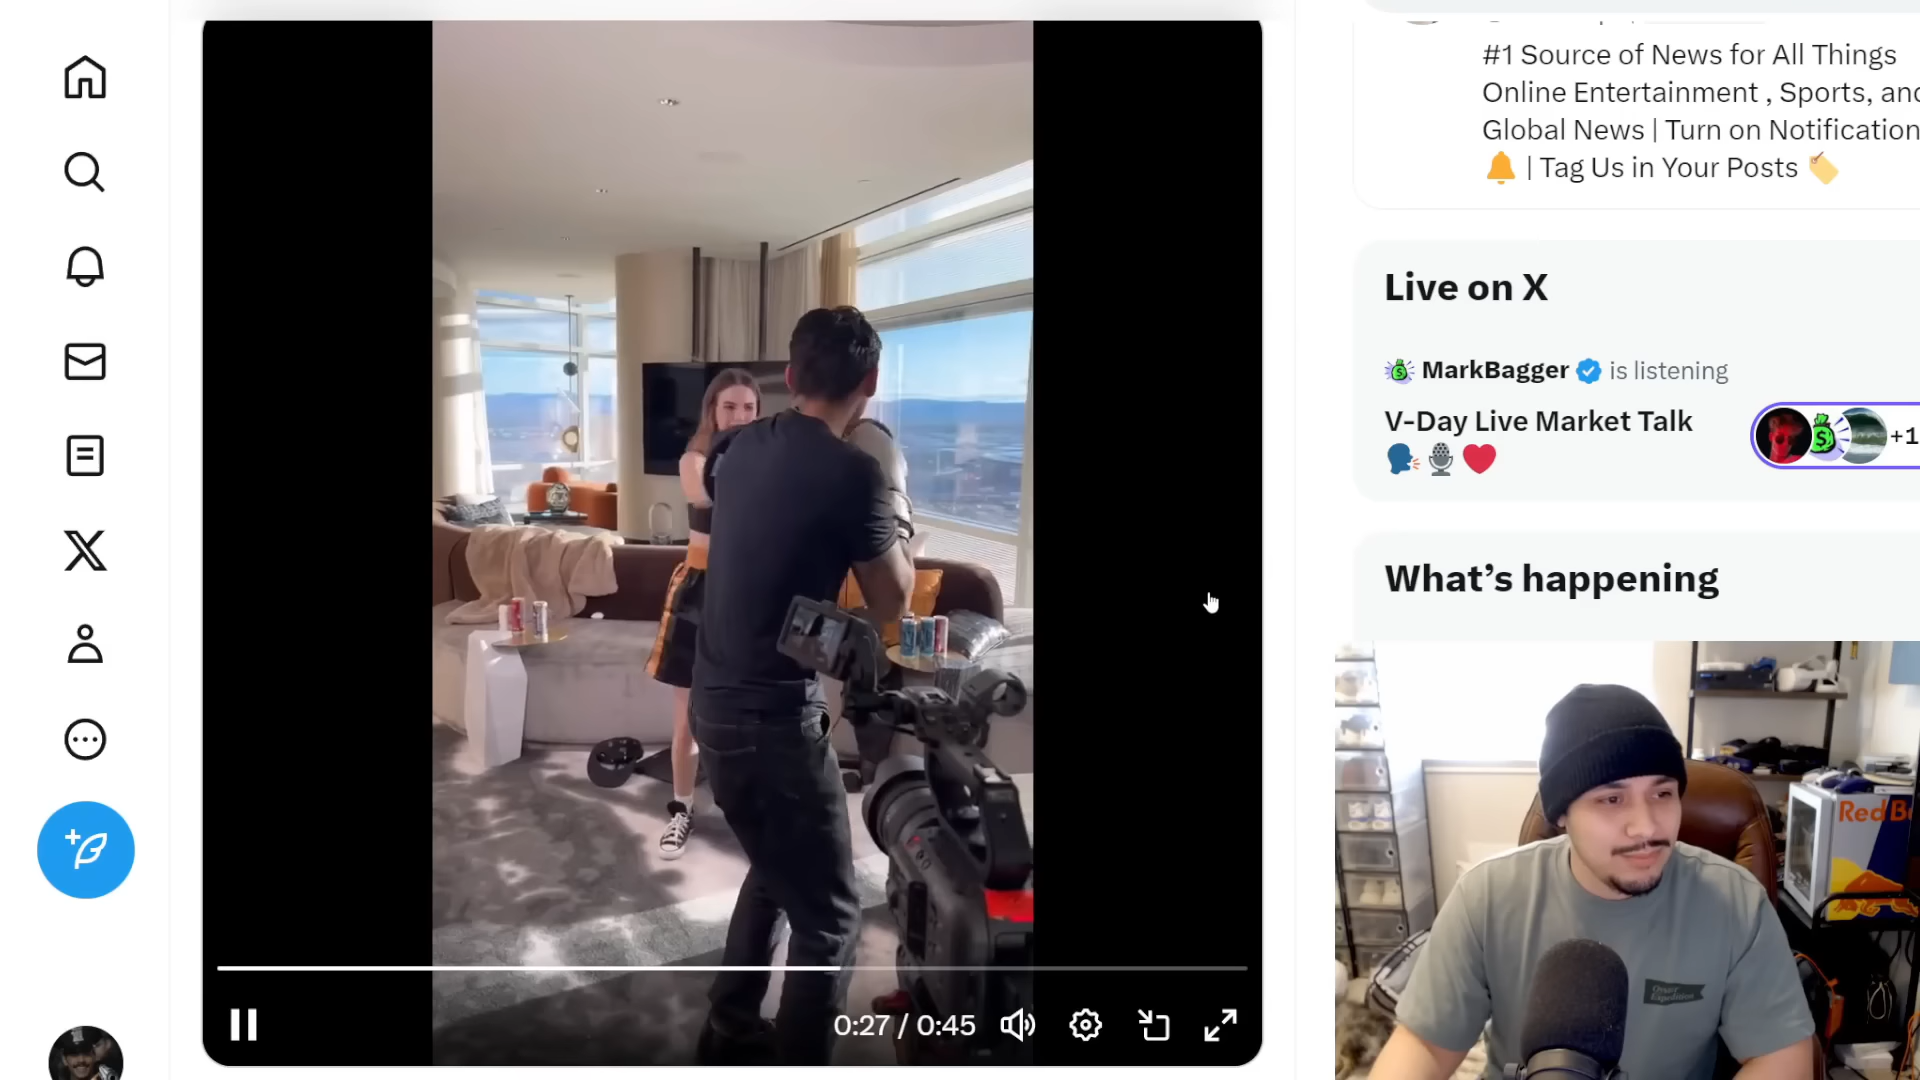 #1 Source of News for All Things
Online Entertainment , Sports, and
Global News | Turn on Notification
| Tag Us in Your Posts
Live on X
MarkBagger is listening
V-Day Live Market Talk
+1
What's happening
0:27 / 0:45
RedB